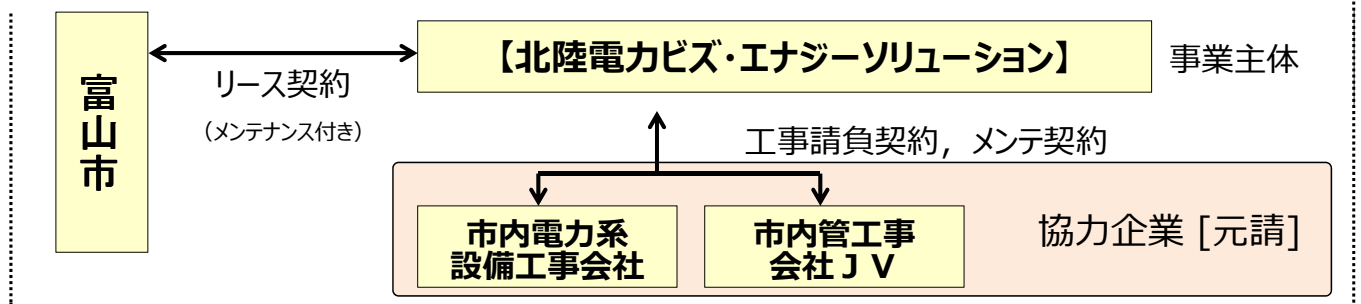 富山市
リース契約
（メンテナンス付き）
【北陸電力ビズ・エナジーソリューション】
事業主体
工事請負契約，メンテ契約
市内電力系
設備工事会社
市内管工事
会社ＪＶ
協力企業 [元請]